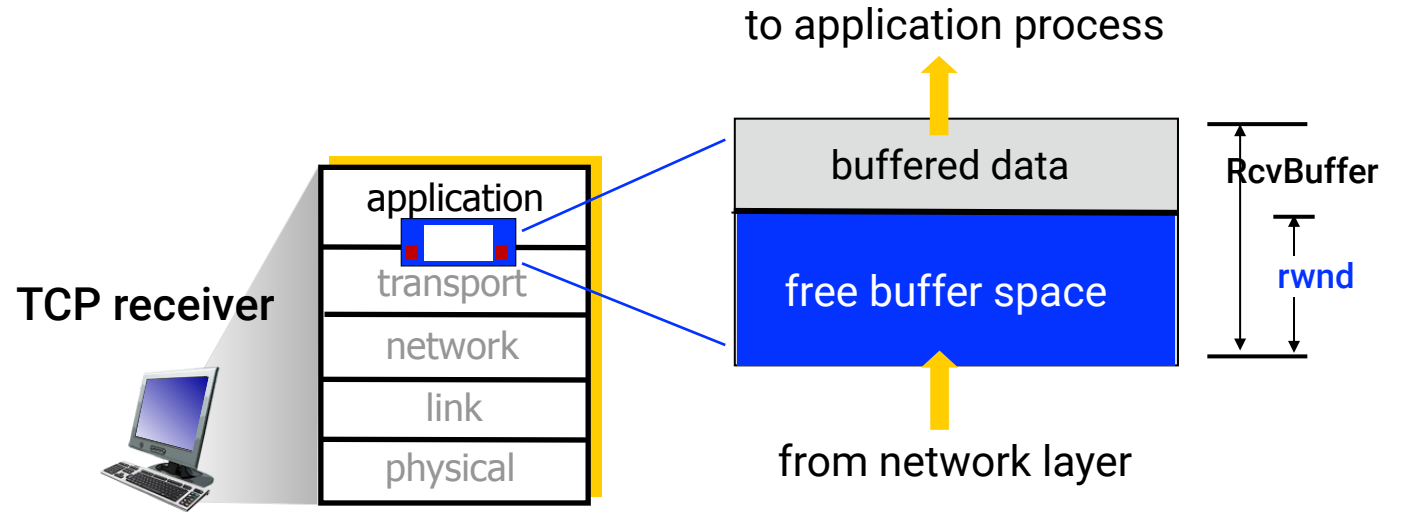 to application process
buffered data
RcvBuffer
free buffer space
rwnd
from network layer
TCP receiver
application
transport
network
link
physical